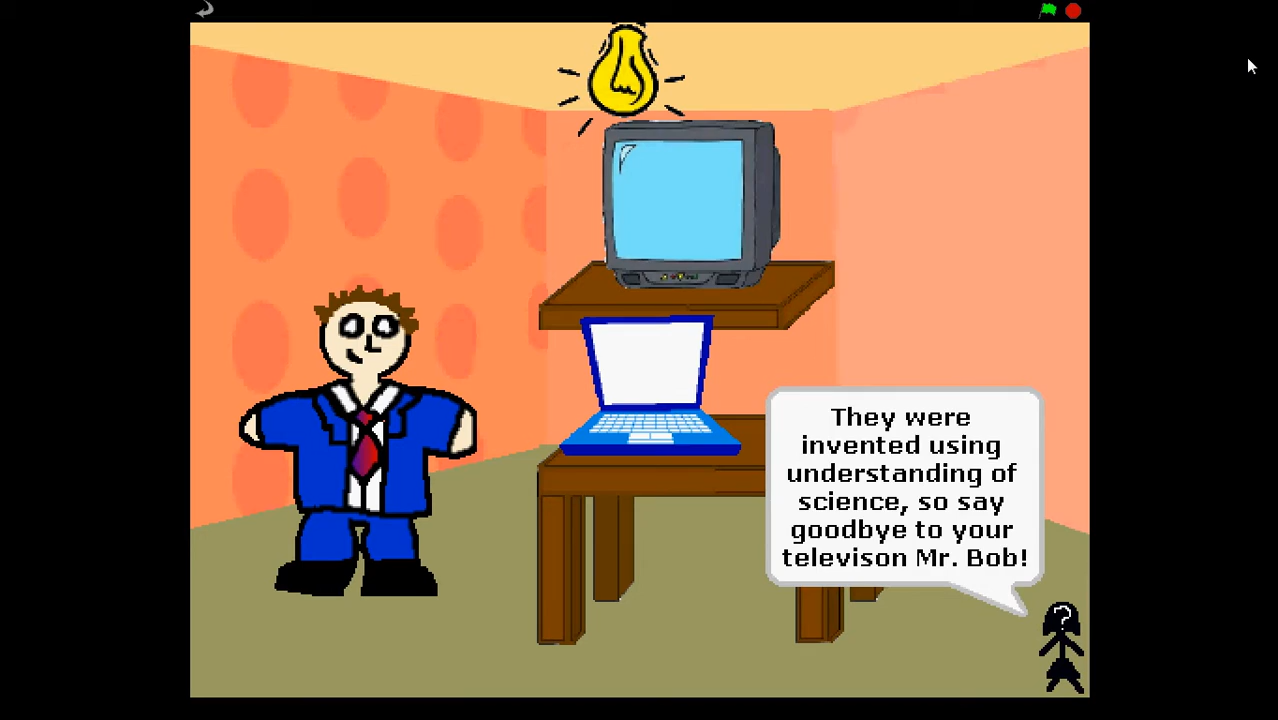 They were
invented using
understanding of
science, so say
goodbye to your
televison Mr. Bob!
?